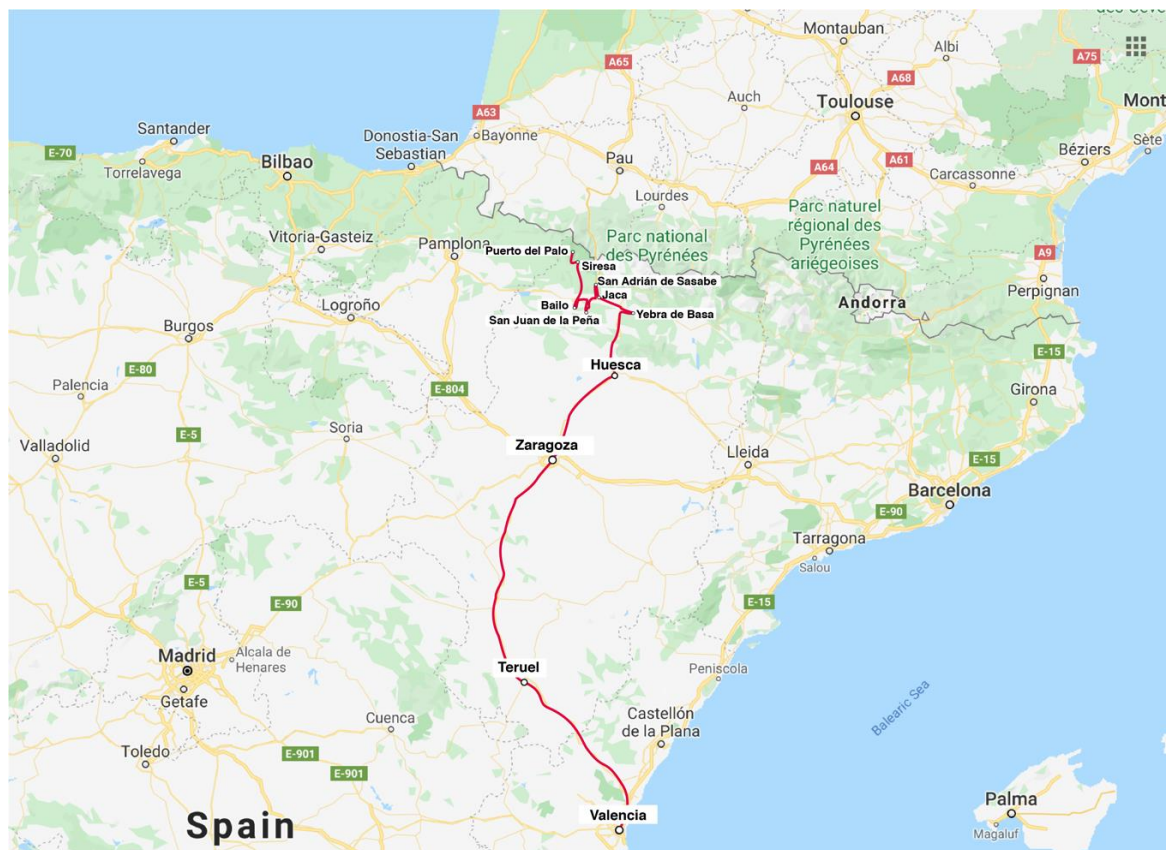 des Céve
Montauban
Albi
A75
A65
A68
Auch
Toulouse
Mont
A63
Santander
Donostia-San
Sebastian
Bayonne
Sète
E-70
Bilbao
Torrelavega
Pau
A64
A61
Béziers
Carcassonne
Lourdes
Parc naturel
régional des
Pyrénées
ariégeoises
Vitoria-Gasteiz
Pamplona
Parc national
des Pyrénées
Puerto del Palo
A9
Siresa
San Adrián de Sasabe
Jaca
Perpignan
Andorra
Logroño
Bailo
San Juan de la Peña
Yebra de Basa
Burgos
E-15
Huesca
E-80
Palencia
E-804
Girona
Soria
E-5
Valladolid
Zaragoza
Lleida
E-15
Barcelona
E-90
Tarragona
Salou
E-5
E-90
E-15
Madrid
Alcala de
Henares
Teruel
Peniscola
Getafe
Balearic Sea
Cuenca
Castellón
de la Plana
Toledo
E-901
E-901
Palma
Spain
Valencia
Magaluf